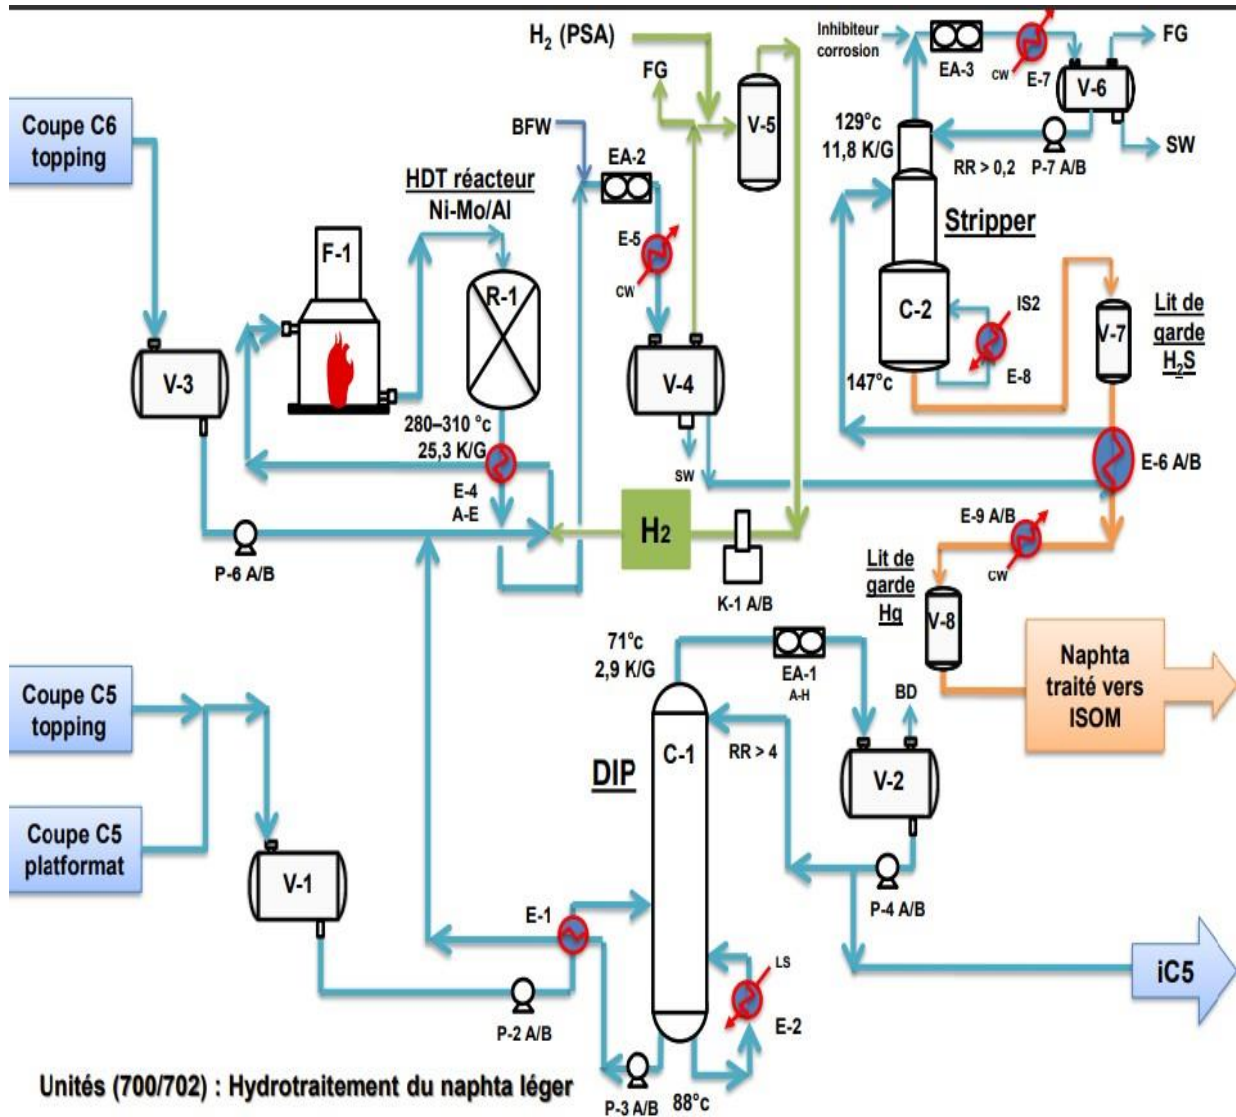 H₂ (PSA)
Inhibiteur
corrosion
EA-3
CW
E-7
FG
V-6
SW
P-7 A/B
RR > 0,2
129°c
11,8 K/G
Stripper
C-2
IS2
E-8
147°c
Coupe C6
topping
BFW
FG
V-5
EA-2
HDT réacteur
Ni-Mo/Al
F-1
R-1
E-5
CW
V-3
V-4
SW
280–310 °c
25,3 K/G
E-4
A-E
P-6 A/B
H₂
K-1 A/B
V-7
Lit de
garde
H₂S
E-6 A/B
E-9 A/B
CW
Lit de
garde
Hg
V-8
Naphta
traité vers
ISOM
Coupe C5
topping
Coupe C5
platformat
V-1
E-1
P-2 A/B
71°c
2,9 K/G
EA-1
A-H
BD
V-2
RR > 4
DIP
C-1
P-4 A/B
LS
E-2
iC5
P-3 A/B
88°c
Unités (700/702) : Hydrotraitement du naphta léger